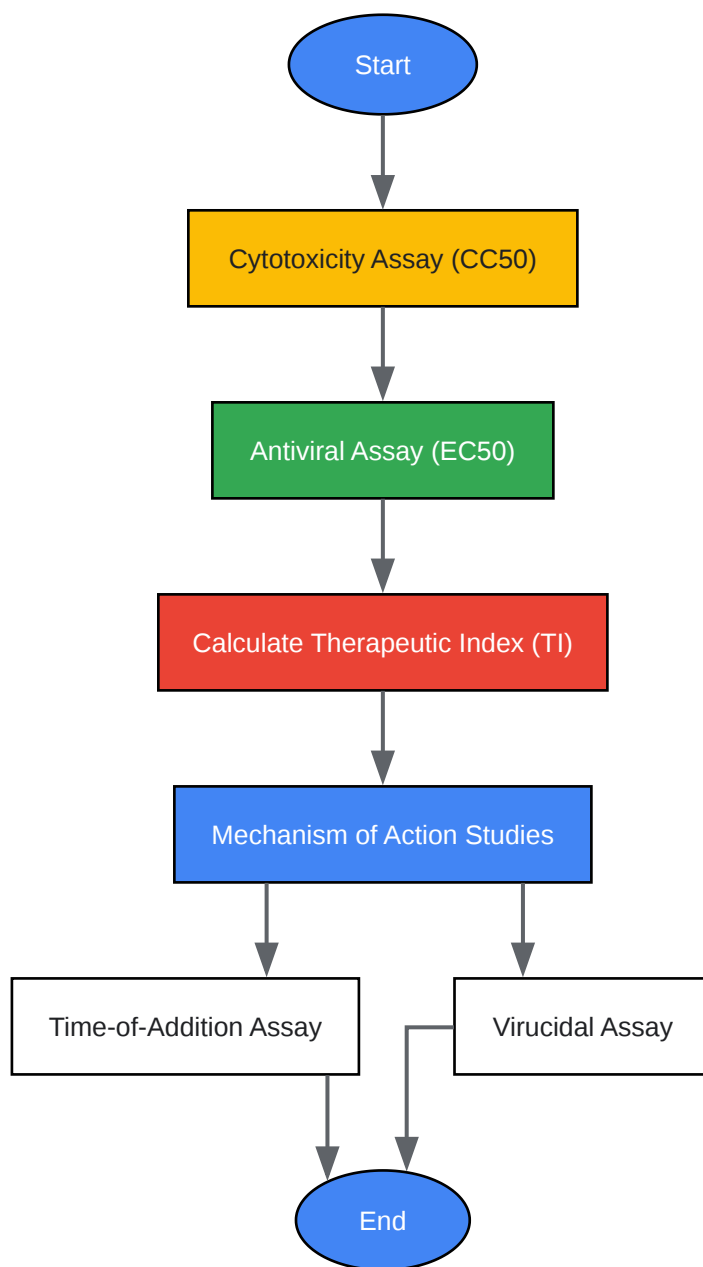 Start
Cytotoxicity Assay (CC50)
Antiviral Assay (EC50)
Calculate Therapeutic Index (TI)
Mechanism of Action Studies
Time-of-Addition Assay
Virucidal Assay
End